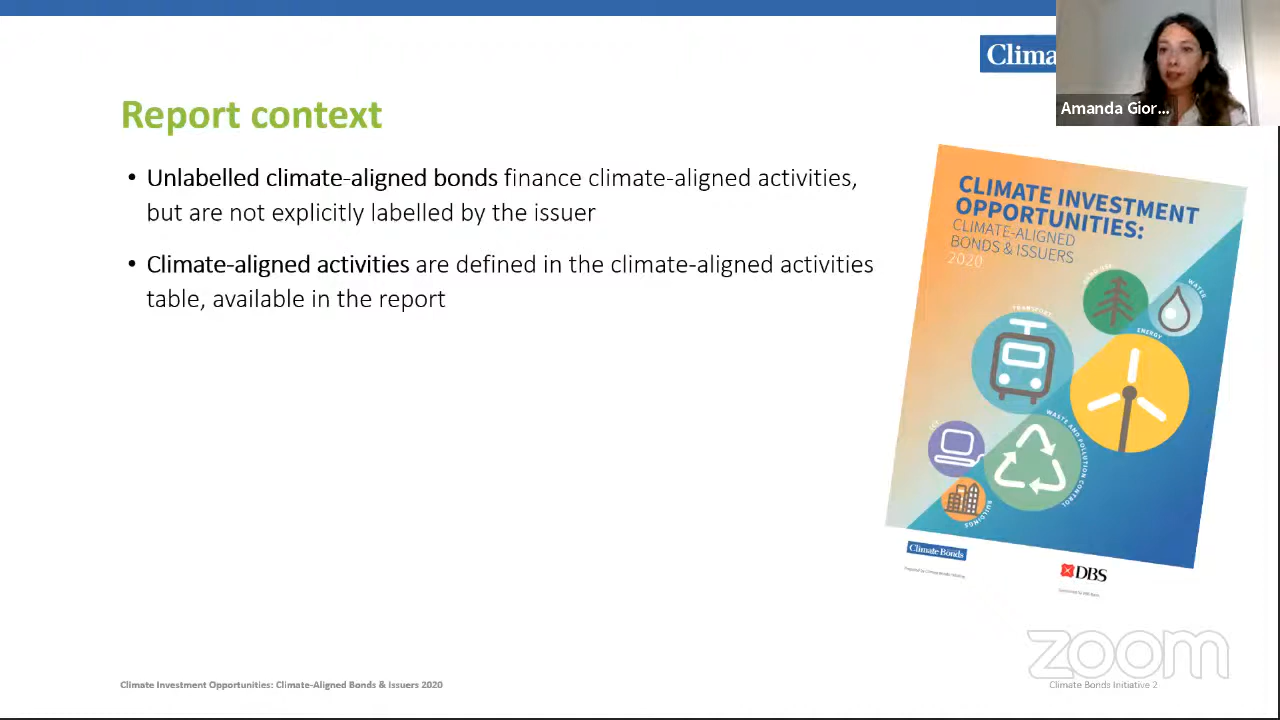 Clima
Amanda Gior...
Report context
• Unlabelled climate-aligned bonds finance climate-aligned activities,
but are not explicitly labelled by the issuer
• Climate-aligned activities are defined in the climate-aligned activities
table, available in the report
CLIMATE INVESTMENT
OPPORTUNITIES:
CLIMATE-ALIGNED
BONDS & ISSUERS
2020
LAND USE
WATER
TRANSPORT
ENERGY
ICT
WASTE AND POLLUTION CONTROL
BUILDINGS
Climate Bonds
DBS
zoom
Climate Investment Opportunities: Climate-Aligned Bonds & Issuers 2020
Climate Bonds Initiative 2